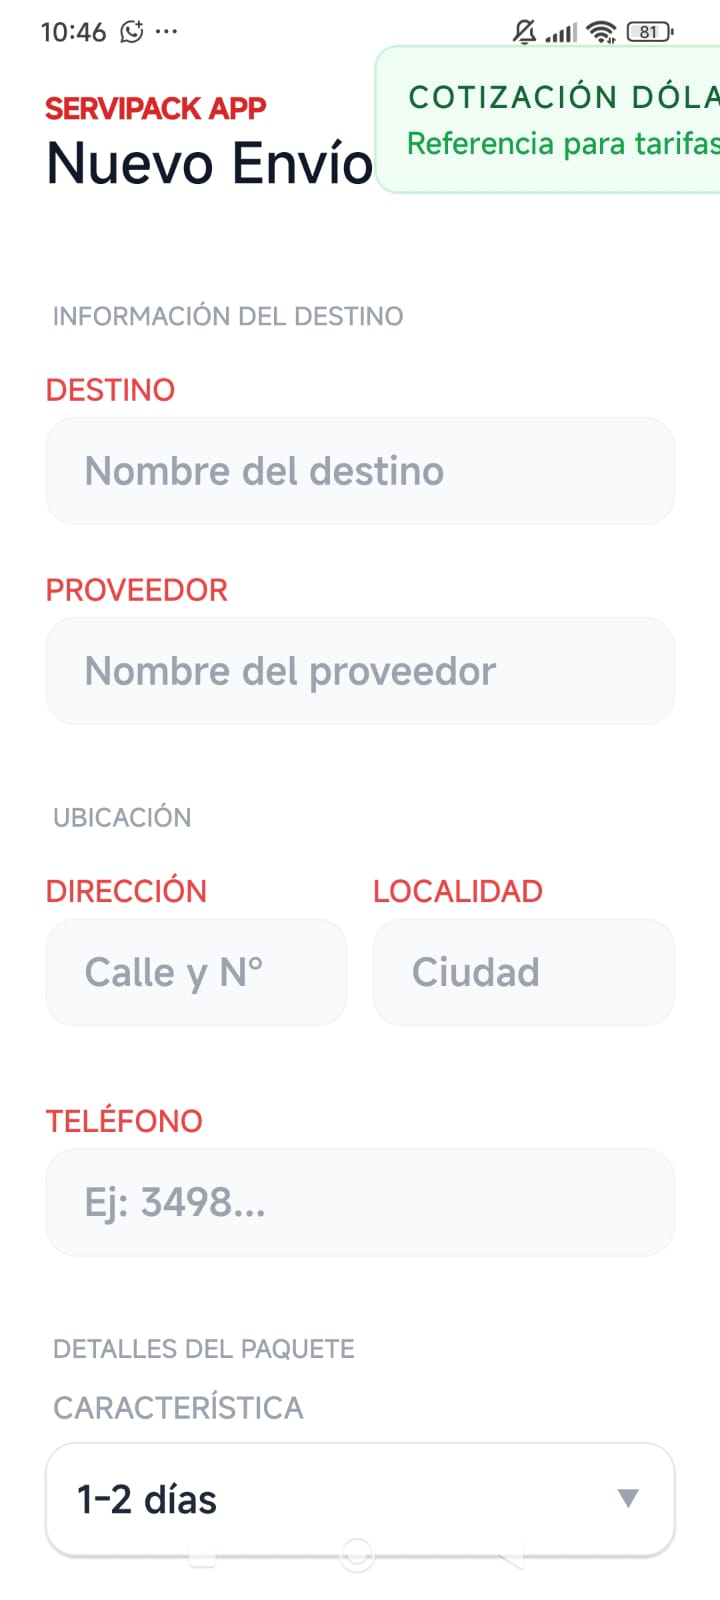 10:46
81
SERVIPACK APP
Nuevo Envío
COTIZACIÓN DÓLA
Referencia para tarifas
INFORMACIÓN DEL DESTINO
DESTINO
Nombre del destino
PROVEEDOR
Nombre del proveedor
UBICACIÓN
DIRECCIÓN LOCALIDAD
Calle y N° Ciudad
TELÉFONO
Ej: 3498...
DETALLES DEL PAQUETE
CARACTERÍSTICA
1-2 días